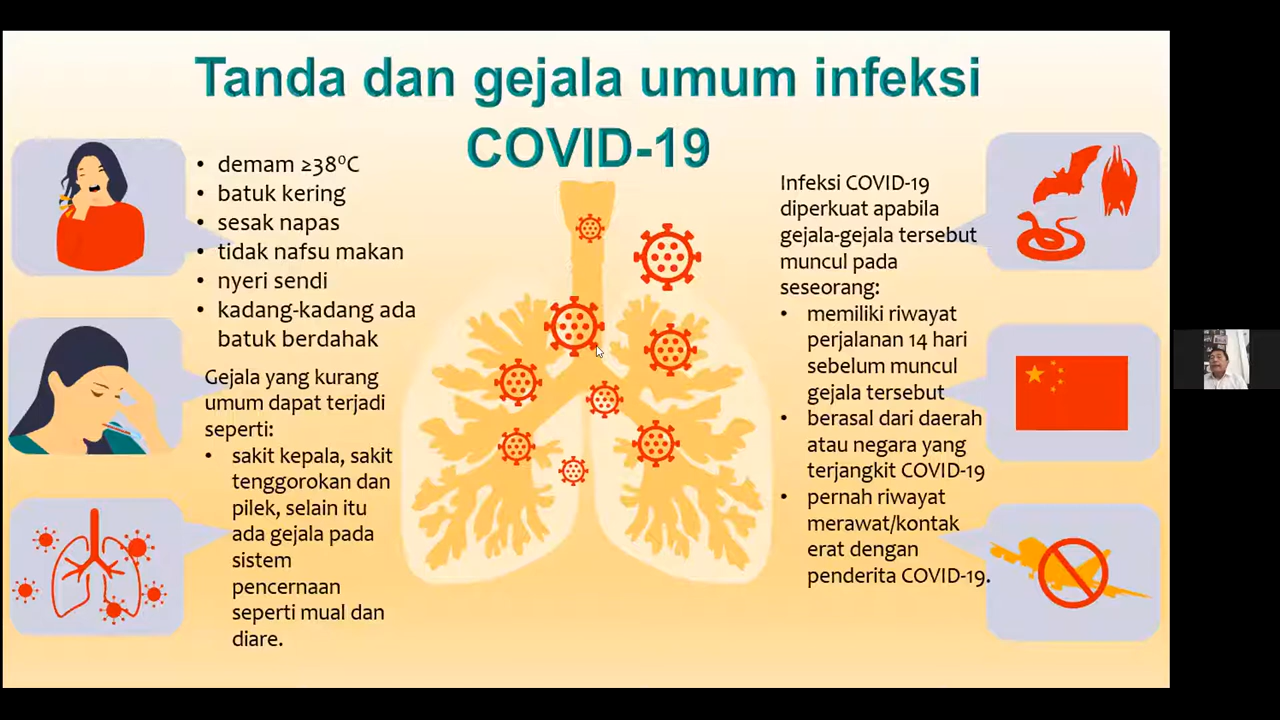 Tanda dan gejala umum infeksi
COVID-19
• demam ≥38⁰C
• batuk kering
• sesak napas
• tidak nafsu makan
• nyeri sendi
• kadang-kadang ada
batuk berdahak
Gejala yang kurang
umum dapat terjadi
seperti:
• sakit kepala, sakit
tenggorokan dan
pilek, selain itu
ada gejala pada
sistem
pencernaan
seperti mual dan
diare.
Infeksi COVID-19
diperkuat apabila
gejala-gejala tersebut
muncul pada
seseorang:
• memiliki riwayat
perjalanan 14 hari
sebelum muncul
gejala tersebut
• berasal dari daerah
atau negara yang
terjangkit COVID-19
• pernah riwayat
merawat/kontak
erat dengan
penderita COVID-19.